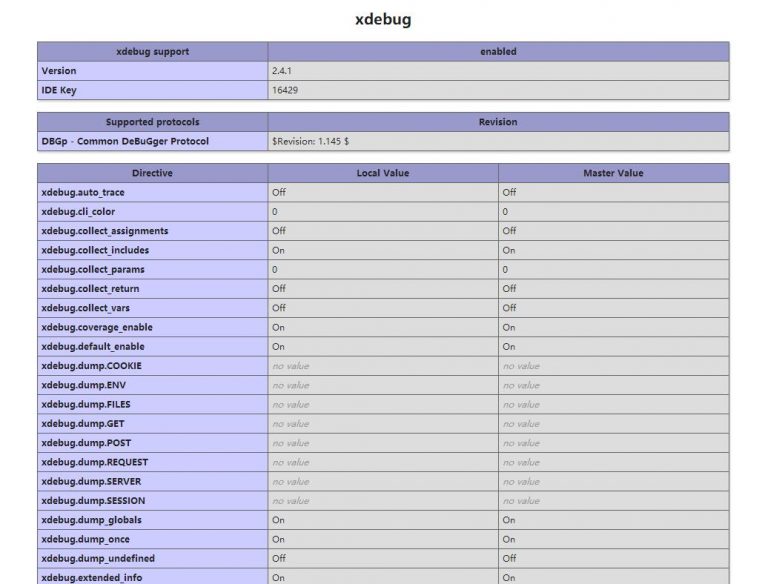 xdebug
xdebug support enabled
Version 2.4.1
IDE Key 16429
Supported protocols Revision
DBGp - Common DeBuGger Protocol $Revision: 1.145 $
Directive Local Value Master Value
xdebug.auto_trace Off Off
xdebug.cli_color 0 0
xdebug.collect_assignments Off Off
xdebug.collect_includes On On
xdebug.collect_params 0 0
xdebug.collect_return Off Off
xdebug.collect_vars Off Off
xdebug.coverage_enable On On
xdebug.default_enable On On
xdebug.dump.COOKIE no value no value
xdebug.dump.ENV no value no value
xdebug.dump.FILES no value no value
xdebug.dump.GET no value no value
xdebug.dump.POST no value no value
xdebug.dump.REQUEST no value no value
xdebug.dump.SERVER no value no value
xdebug.dump.SESSION no value no value
xdebug.dump_globals On On
xdebug.dump_once On On
xdebug.dump_undefined Off Off
xdebug.extended_info On On